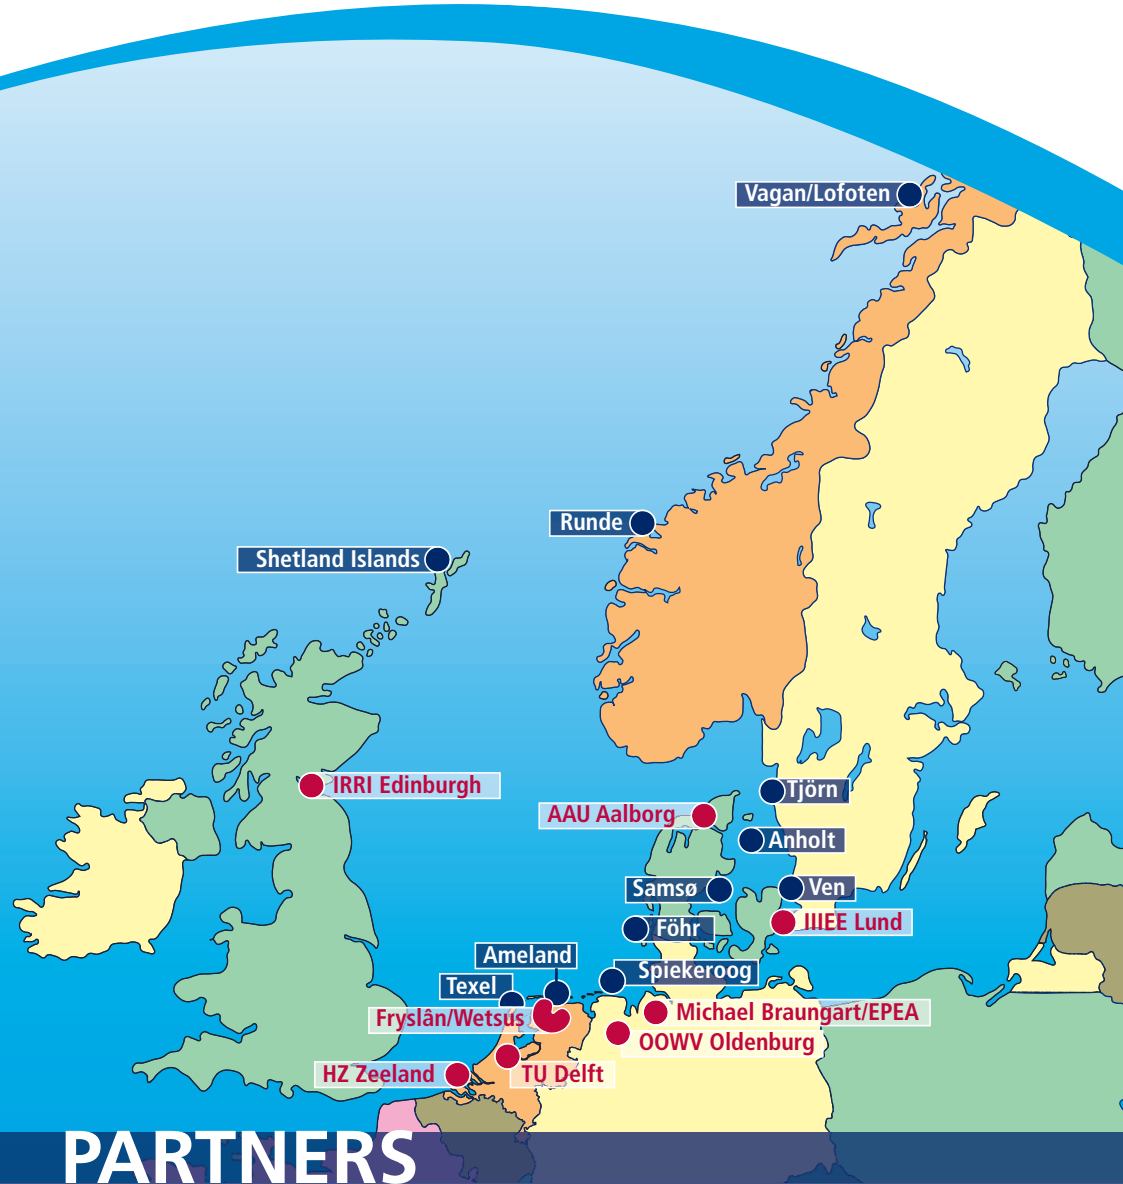 Vagan/Lofoten
Runde
Shetland Islands
IRRI Edinburgh
Tjörn
AAU Aalborg
Anholt
Samsø
Ven
Föhr
IIIEE Lund
Ameland
Spiekeroog
Texel
Fryslân/Wetsus
Michael Braungart/EPEA
OOWV Oldenburg
HZ Zeeland
TU Delft
PARTNERS